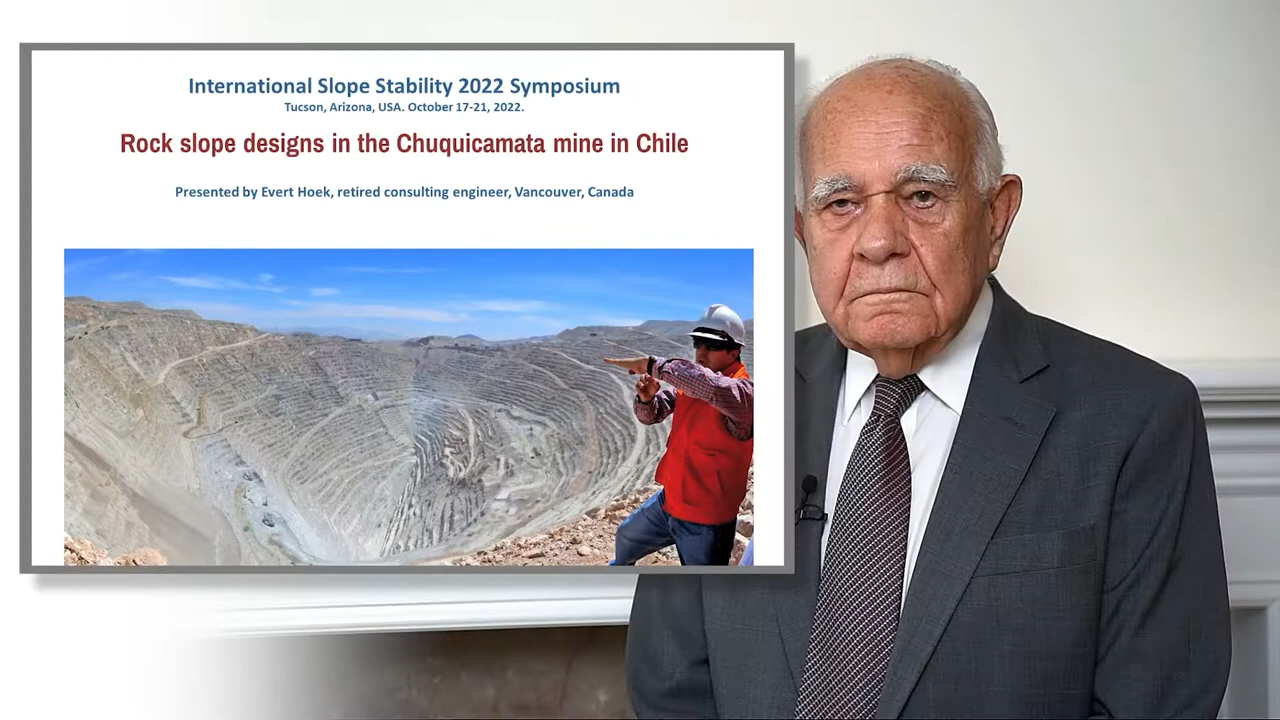 International Slope Stability 2022 Symposium
Tucson, Arizona, USA. October 17-21, 2022.
Rock slope designs in the Chuquicamata mine in Chile
Presented by Evert Hoek, retired consulting engineer, Vancouver, Canada